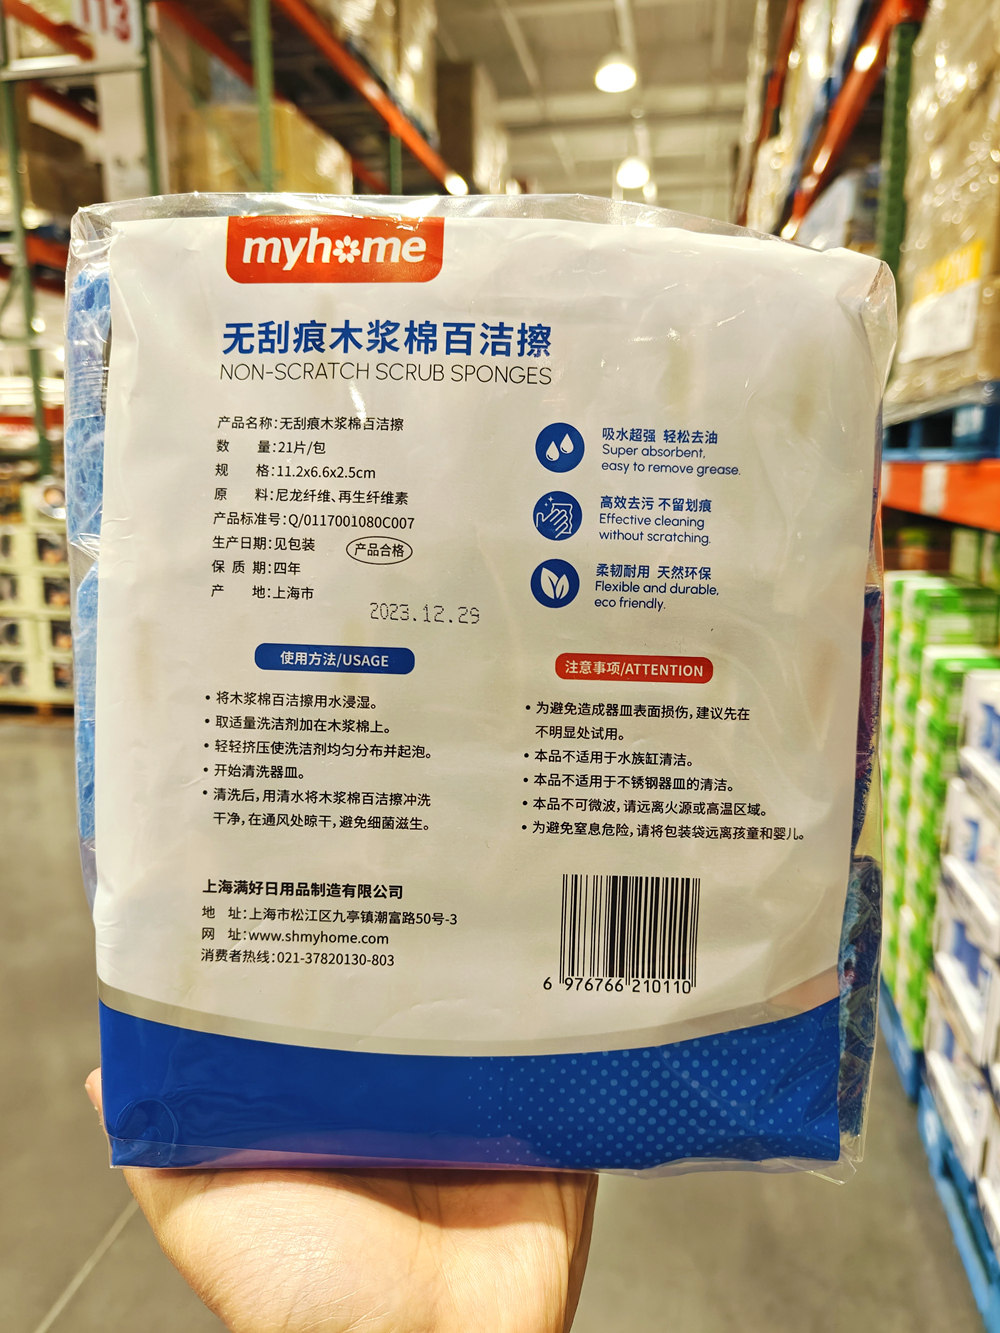 113
myhome
无刮痕木浆棉百洁擦
NON-SCRATCH SCRUB SPONGES
产品名称:无刮痕木浆棉百洁擦
数 量:21片/包
规 格:11.2x6.6x2.5cm
原 料:尼龙纤维、再生纤维素
产品标准号:Q/0117001080C007
生产日期:见包装
产品合格
保 质 期:四年
产 地:上海市
2023.12.29
吸水超强 轻松去油
Super absorbent,
easy to remove grease.
高效去污 不留划痕
Effective cleaning
without scratching.
柔韧耐用 天然环保
Flexible and durable,
eco friendly.
使用方法/USAGE
• 将木浆棉百洁擦用水浸湿。
• 取适量洗洁剂加在木浆棉上。
• 轻轻挤压使洗洁剂均匀分布并起泡。
• 开始清洗器皿。
• 清洗后,用清水将木浆棉百洁擦冲洗
干净,在通风处晾干,避免细菌滋生。
注意事项/ATTENTION
• 为避免造成器皿表面损伤,建议先在
不明显处试用。
• 本品不适用于水族缸清洁。
• 本品不适用于不锈钢器皿的清洁。
• 本品不可微波,请远离火源或高温区域。
• 为避免窒息危险,请将包装袋远离孩童和婴儿。
上海满好日用品制造有限公司
地 址:上海市松江区九亭镇潮富路50号-3
网 址:www.shmyhome.com
消费者热线:021-37820130-803
6 976766 210110